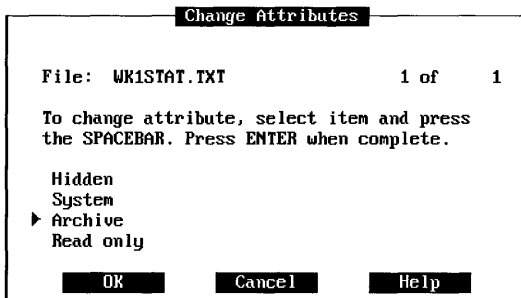 Change Attributes
File: WK1STAT.TXT 1 of 1
To change attribute, select item and press
the SPACEBAR. Press ENTER when complete.
Hidden
System
Archive
Read only
OK Cancel Help